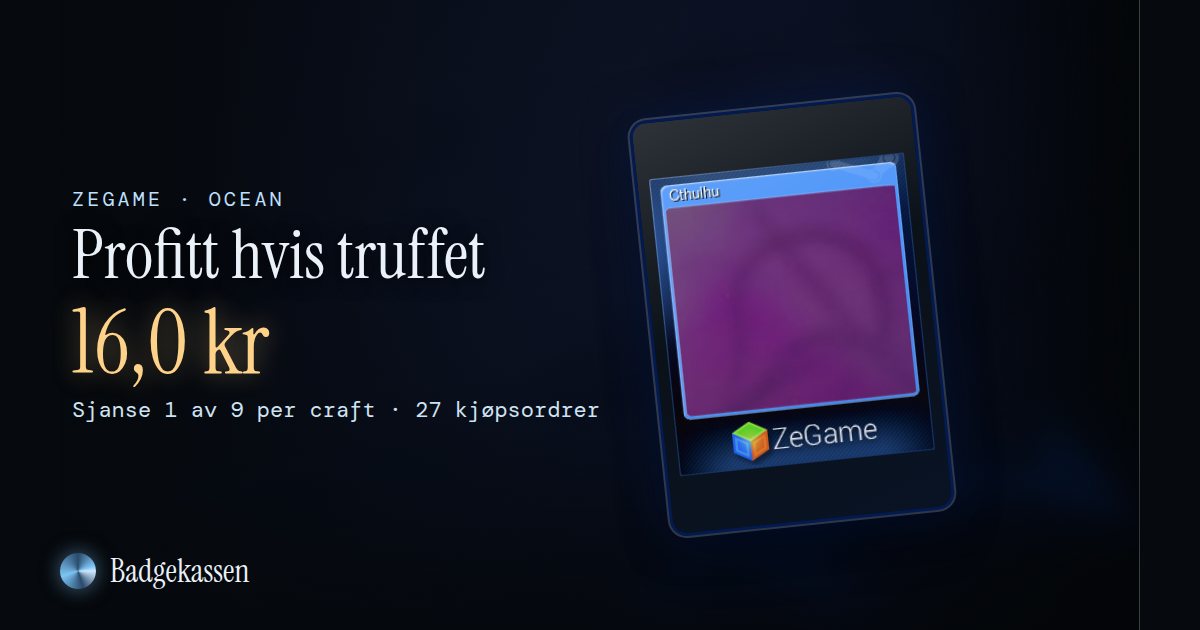 ZEGAME · OCEAN
Profitt hvis truffet
16,0 kr
Sjanse 1 av 9 per craft · 27 kjøpsordrer
Badgekassen
Cthulhu
ZeGame